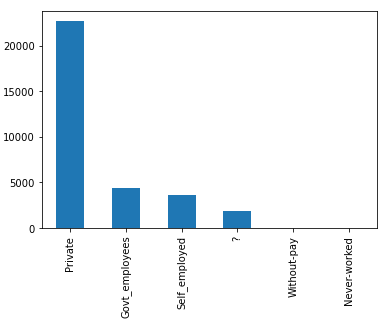 20000
15000
10000
5000
0
Private
Govt_employees
Self_employed
?
Without-pay
Never-worked